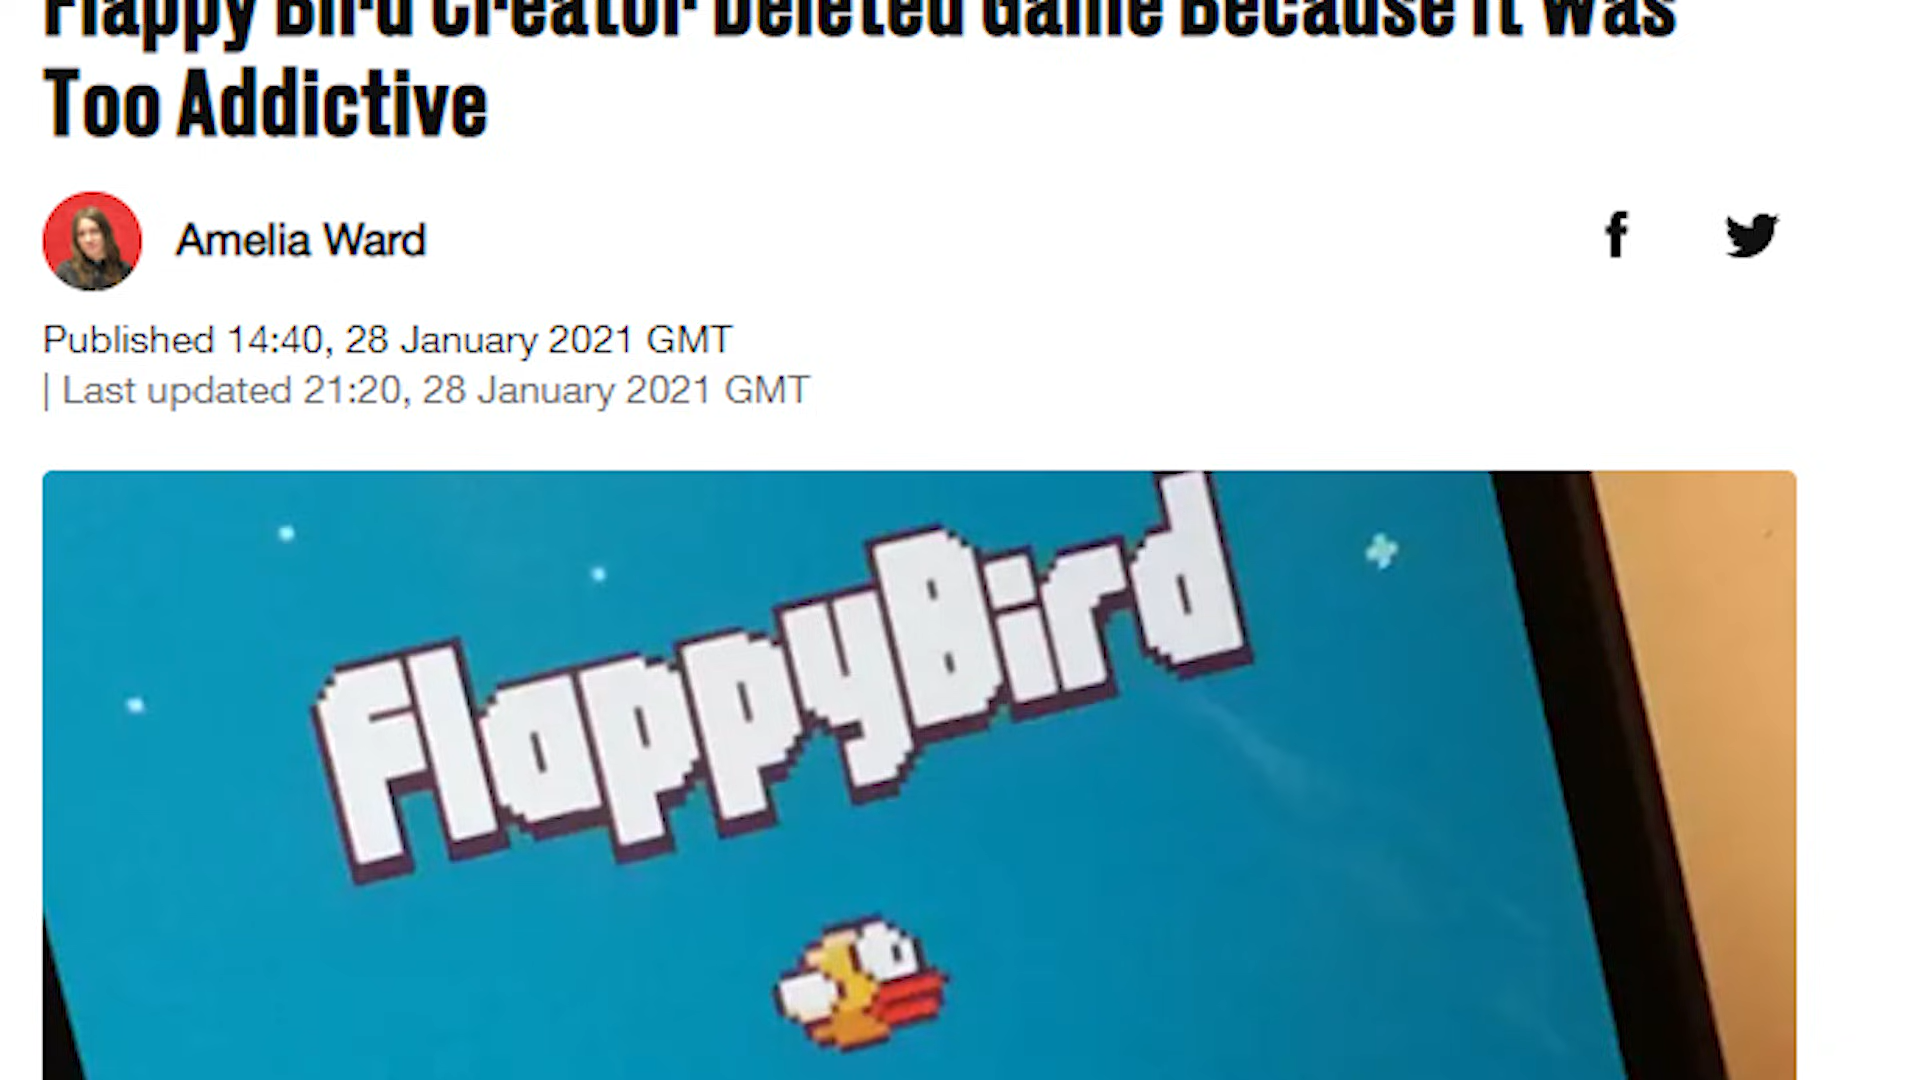 Flappy Bird Creator Deleted Game Because It Was
Too Addictive
Amelia Ward
Published 14:40, 28 January 2021 GMT
| Last updated 21:20, 28 January 2021 GMT
FlappyBird